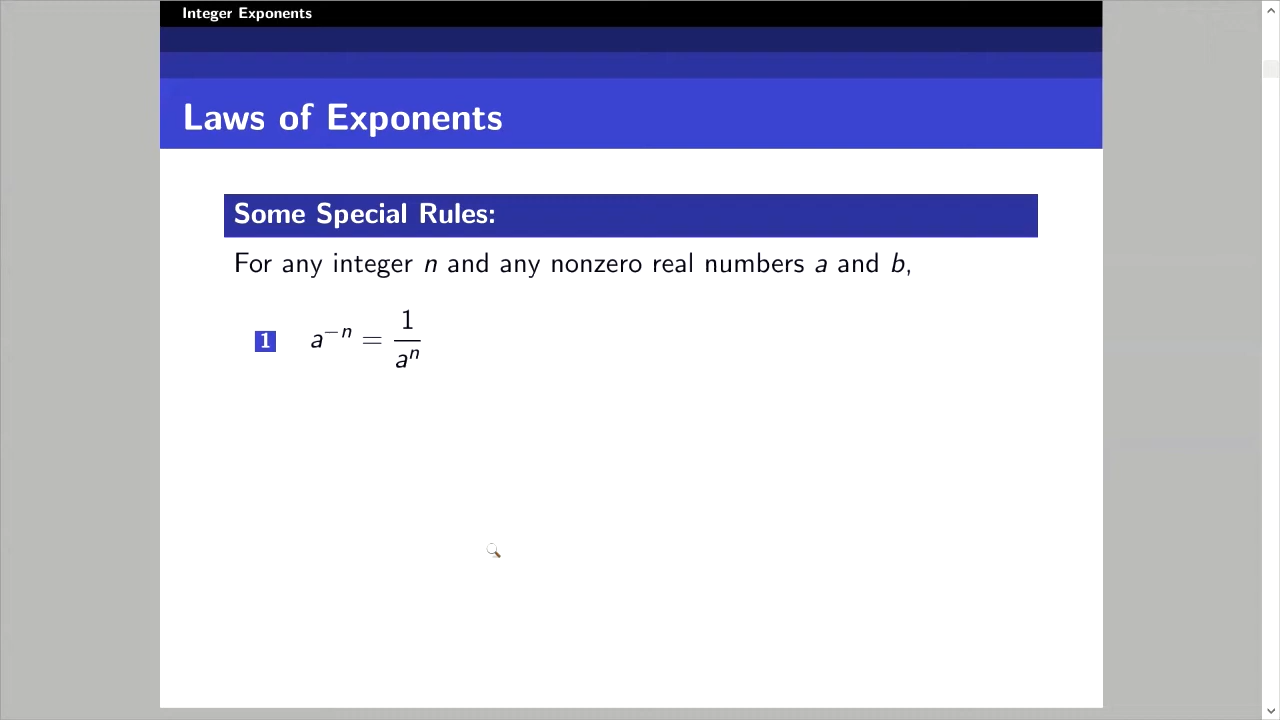 Integer Exponents
Laws of Exponents
Some Special Rules:
For any integer n and any nonzero real numbers a and b,
1 a⁻ⁿ = 1/aⁿ